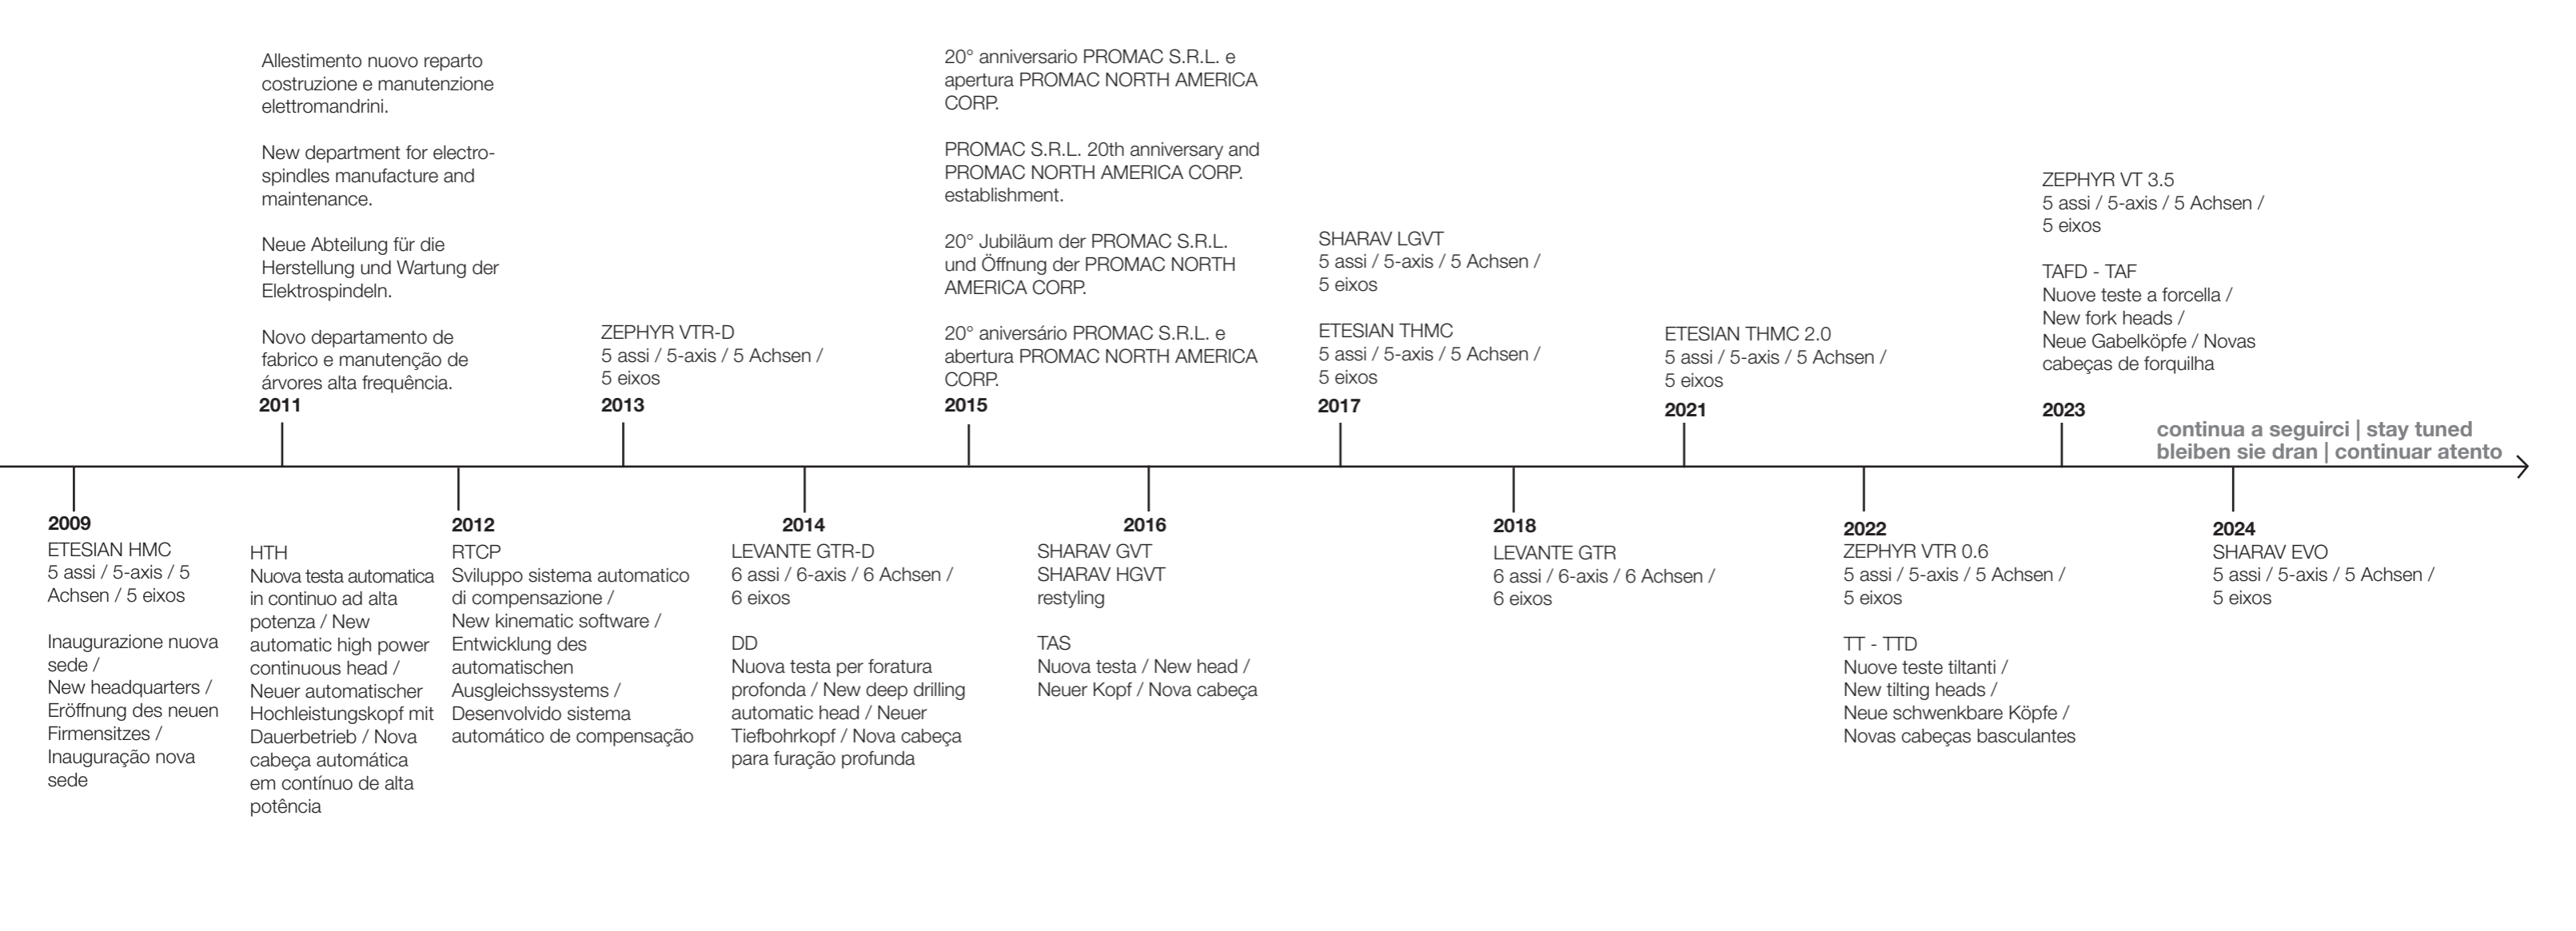 Allestimento nuovo reparto
costruzione e manutenzione
elettromandrini.
New department for electro-
spindles manufacture and
maintenance.
Neue Abteilung für die
Herstellung und Wartung der
Elektrospindeln.
Novo departamento de
fabrico e manutenção de
árvores alta frequência.
2011
ZEPHYR VTR-D
5 assi / 5-axis / 5 Achsen /
5 eixos
2013
20° anniversario PROMAC S.R.L. e
apertura PROMAC NORTH AMERICA
CORP.
PROMAC S.R.L. 20th anniversary and
PROMAC NORTH AMERICA CORP.
establishment.
20° Jubiläum der PROMAC S.R.L.
und Öffnung der PROMAC NORTH
AMERICA CORP.
20° aniversário PROMAC S.R.L. e
abertura PROMAC NORTH AMERICA
CORP.
2015
SHARAV LGVT
5 assi / 5-axis / 5 Achsen /
5 eixos
ETESIAN THMC
5 assi / 5-axis / 5 Achsen /
5 eixos
2017
ETESIAN THMC 2.0
5 assi / 5-axis / 5 Achsen /
5 eixos
2021
ZEPHYR VT 3.5
5 assi / 5-axis / 5 Achsen /
5 eixos
TAFD - TAF
Nuove teste a forcella /
New fork heads /
Neue Gabelköpfe / Novas
cabeças de forquilha
2023
continua a seguirci | stay tuned
bleiben sie dran | continuar atento
2009
ETESIAN HMC
5 assi / 5-axis / 5
Achsen / 5 eixos
Inaugurazione nuova
sede /
New headquarters /
Eröffnung des neuen
Firmensitzes /
Inauguração nova
sede
HTH
Nuova testa automatica
in continuo ad alta
potenza / New
automatic high power
continuous head /
Neuer automatischer
Hochleistungskopf mit
Dauerbetrieb / Nova
cabeça automática
em contínuo de alta
potência
2012
RTCP
Sviluppo sistema automatico
di compensazione /
New kinematic software /
Entwicklung des
automatischen
Ausgleichssystems /
Desenvolvido sistema
automático de compensação
2014
LEVANTE GTR-D
6 assi / 6-axis / 6 Achsen /
6 eixos
DD
Nuova testa per foratura
profonda / New deep drilling
automatic head / Neuer
Tiefbohrkopf / Nova cabeça
para furação profunda
2016
SHARAV GVT
SHARAV HGVT
restyling
TAS
Nuova testa / New head /
Neuer Kopf / Nova cabeça
2018
LEVANTE GTR
6 assi / 6-axis / 6 Achsen /
6 eixos
2022
ZEPHYR VTR 0.6
5 assi / 5-axis / 5 Achsen /
5 eixos
TT - TTD
Nuove teste tiltanti /
New tilting heads /
Neue schwenkbare Köpfe /
Novas cabeças basculantes
2024
SHARAV EVO
5 assi / 5-axis / 5 Achsen /
5 eixos